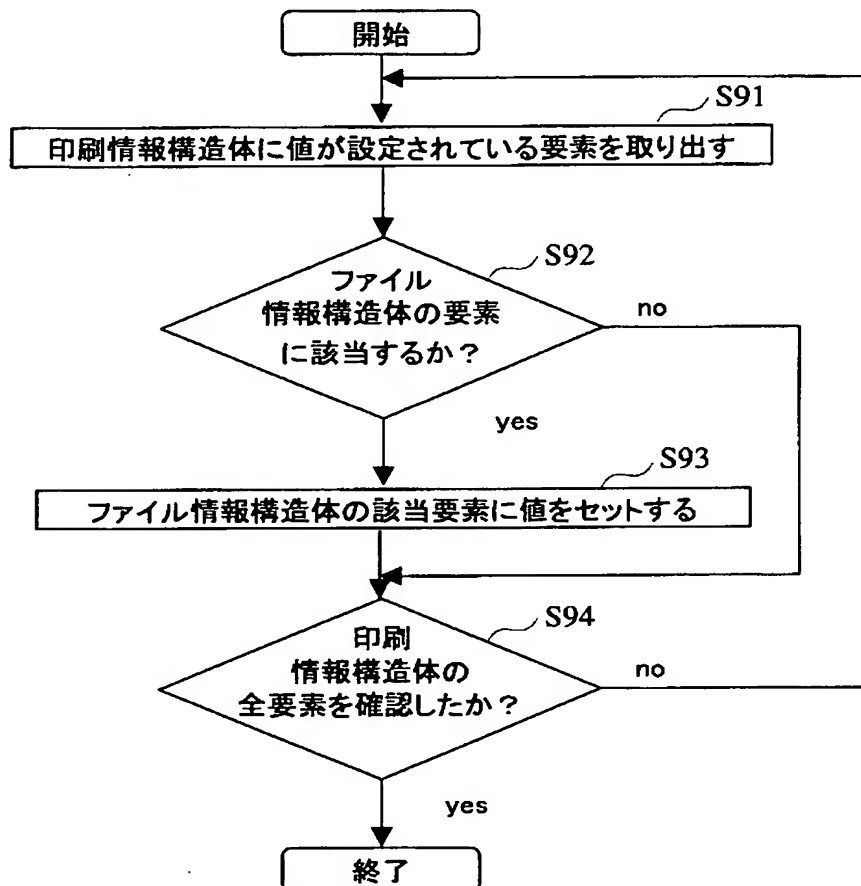 開始
S91
印刷情報構造体に値が設定されている要素を取り出す
S92
ファイル
情報構造体の要素
に該当するか？
no
yes
S93
ファイル情報構造体の該当要素に値をセットする
S94
印刷
情報構造体の
全要素を確認したか？
no
yes
終了